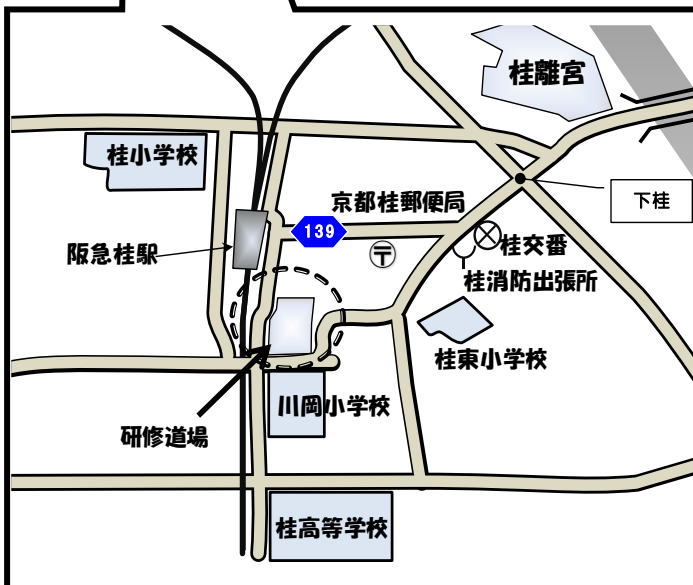 桂離宮
桂小学校
京都桂郵便局
下桂
139
阪急桂駅
桂交番
桂消防出張所
桂東小学校
川岡小学校
研修道場
桂高等学校